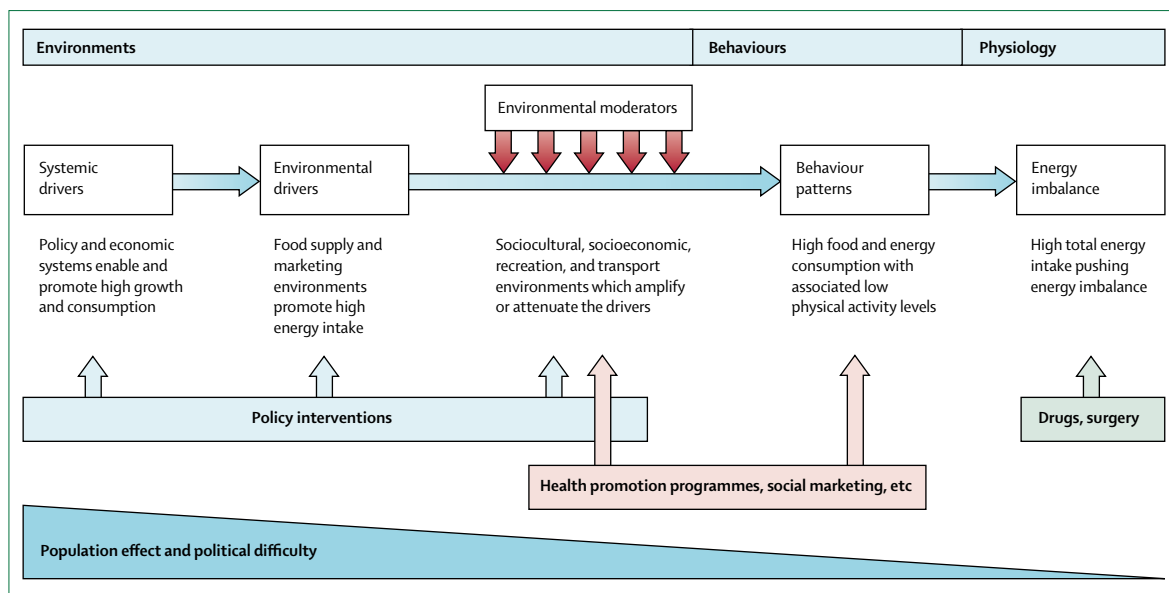 Environments
Behaviours
Physiology
Environmental moderators
Systemic
drivers
Environmental
drivers
Behaviour
patterns
Energy
imbalance
Policy and economic
systems enable and
promote high growth
and consumption
Food supply and
marketing
environments
promote high
energy intake
Sociocultural, socioeconomic,
recreation, and transport
environments which amplify
or attenuate the drivers
High food and energy
consumption with
associated low
physical activity levels
High total energy
intake pushing
energy imbalance
Policy interventions
Drugs, surgery
Health promotion programmes, social marketing, etc
Population effect and political difficulty